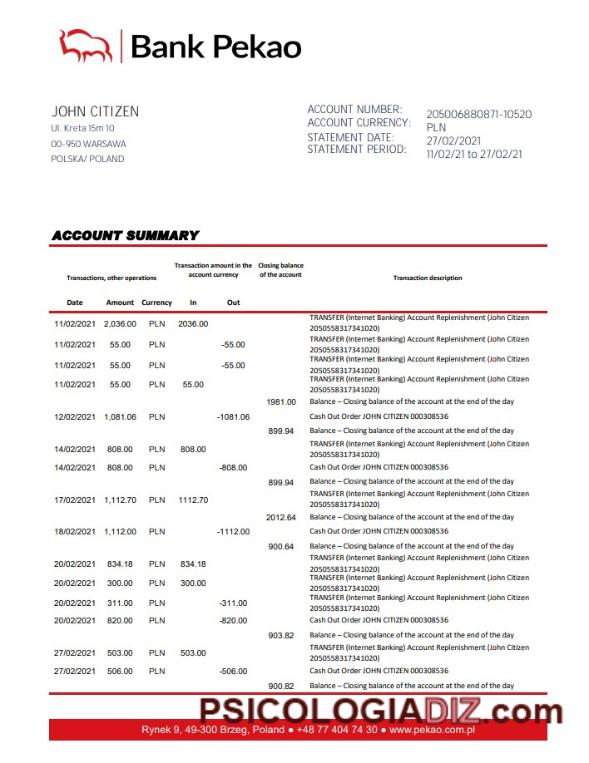 Bank Pekao
JOHN CITIZEN
Ul. Kreta 15m 10
00-950 WARSAWA
POLSKA/ POLAND
ACCOUNT NUMBER: 205006880871-10520
ACCOUNT CURRENCY: PLN
STATEMENT DATE: 27/02/2021
STATEMENT PERIOD: 11/02/21 to 27/02/21
ACCOUNT SUMMARY
Transactions, other operations
Transaction amount in the account currency
Closing balance of the account
Transaction description
Date Amount Currency In Out
11/02/2021 2,036.00 PLN 2036.00 TRANSFER (Internet Banking) Account Replenishment (John Citizen
2050558317341020)
11/02/2021 55.00 PLN -55.00 TRANSFER (Internet Banking) Account Replenishment (John Citizen
2050558317341020)
11/02/2021 55.00 PLN -55.00 TRANSFER (Internet Banking) Account Replenishment (John Citizen
2050558317341020)
11/02/2021 55.00 PLN 55.00 TRANSFER (Internet Banking) Account Replenishment (John Citizen
2050558317341020)
1981.00 Balance – Closing balance of the account at the end of the day
12/02/2021 1,081.06 PLN -1081.06 Cash Out Order JOHN CITIZEN 000308536
899.94 Balance – Closing balance of the account at the end of the day
14/02/2021 808.00 PLN 808.00 TRANSFER (Internet Banking) Account Replenishment (John Citizen
2050558317341020)
14/02/2021 808.00 PLN -808.00 Cash Out Order JOHN CITIZEN 000308536
899.94 Balance – Closing balance of the account at the end of the day
17/02/2021 1,112.70 PLN 1112.70 TRANSFER (Internet Banking) Account Replenishment (John Citizen
2050558317341020)
2012.64 Balance – Closing balance of the account at the end of the day
18/02/2021 1,112.00 PLN -1112.00 Cash Out Order JOHN CITIZEN 000308536
900.64 Balance – Closing balance of the account at the end of the day
20/02/2021 834.18 PLN 834.18 TRANSFER (Internet Banking) Account Replenishment (John Citizen
2050558317341020)
20/02/2021 300.00 PLN 300.00 TRANSFER (Internet Banking) Account Replenishment (John Citizen
2050558317341020)
20/02/2021 311.00 PLN -311.00 TRANSFER (Internet Banking) Account Replenishment (John Citizen
2050558317341020)
20/02/2021 820.00 PLN -820.00 Cash Out Order JOHN CITIZEN 000308536
903.82 Balance – Closing balance of the account at the end of the day
27/02/2021 503.00 PLN 503.00 TRANSFER (Internet Banking) Account Replenishment (John Citizen
2050558317341020)
27/02/2021 506.00 PLN -506.00 Cash Out Order JOHN CITIZEN 000308536
900.82 Balance – Closing balance of the account at the end of the day
PSICOLOGIADIZ.com
Rynek 9, 49-300 Brzeg, Poland ● +48 77 404 74 30 ● www.pekao.com.pl